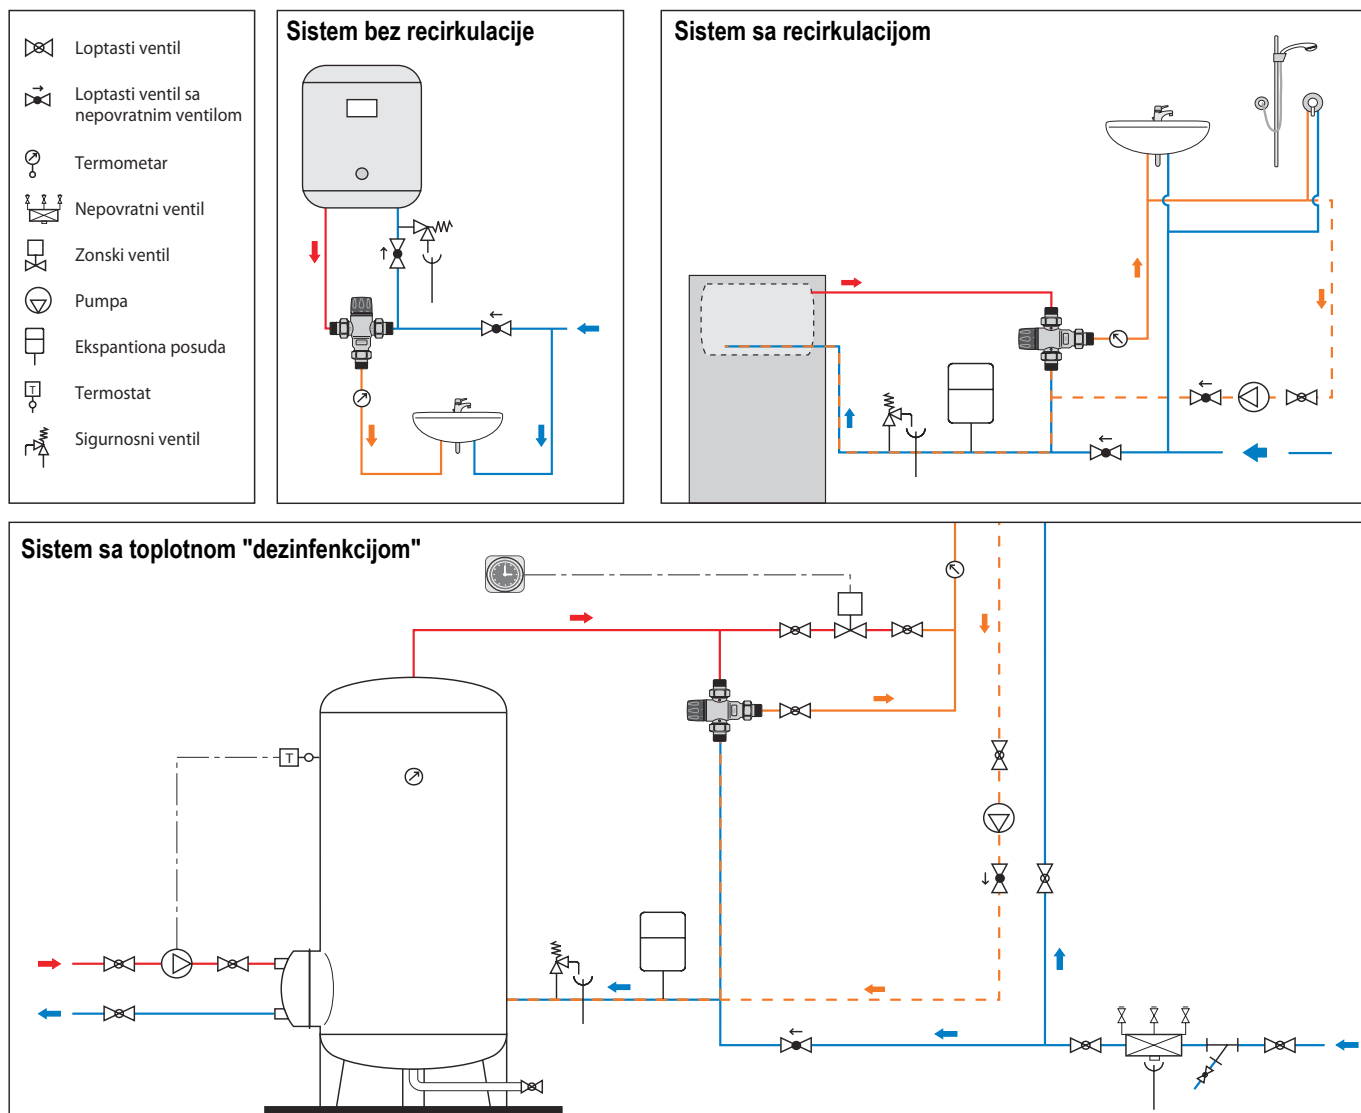 Loptasti ventil
Loptasti ventil sa
nepovratnim ventilom
Termometar
Nepovratni ventil
Zonski ventil
Pumpa
Ekspantiona posuda
T
Termostat
Sigurnosni ventil
Sistem bez recirkulacije
Sistem sa recirkulacijom
Sistem sa toplotnom "dezinfenkcijom"
T